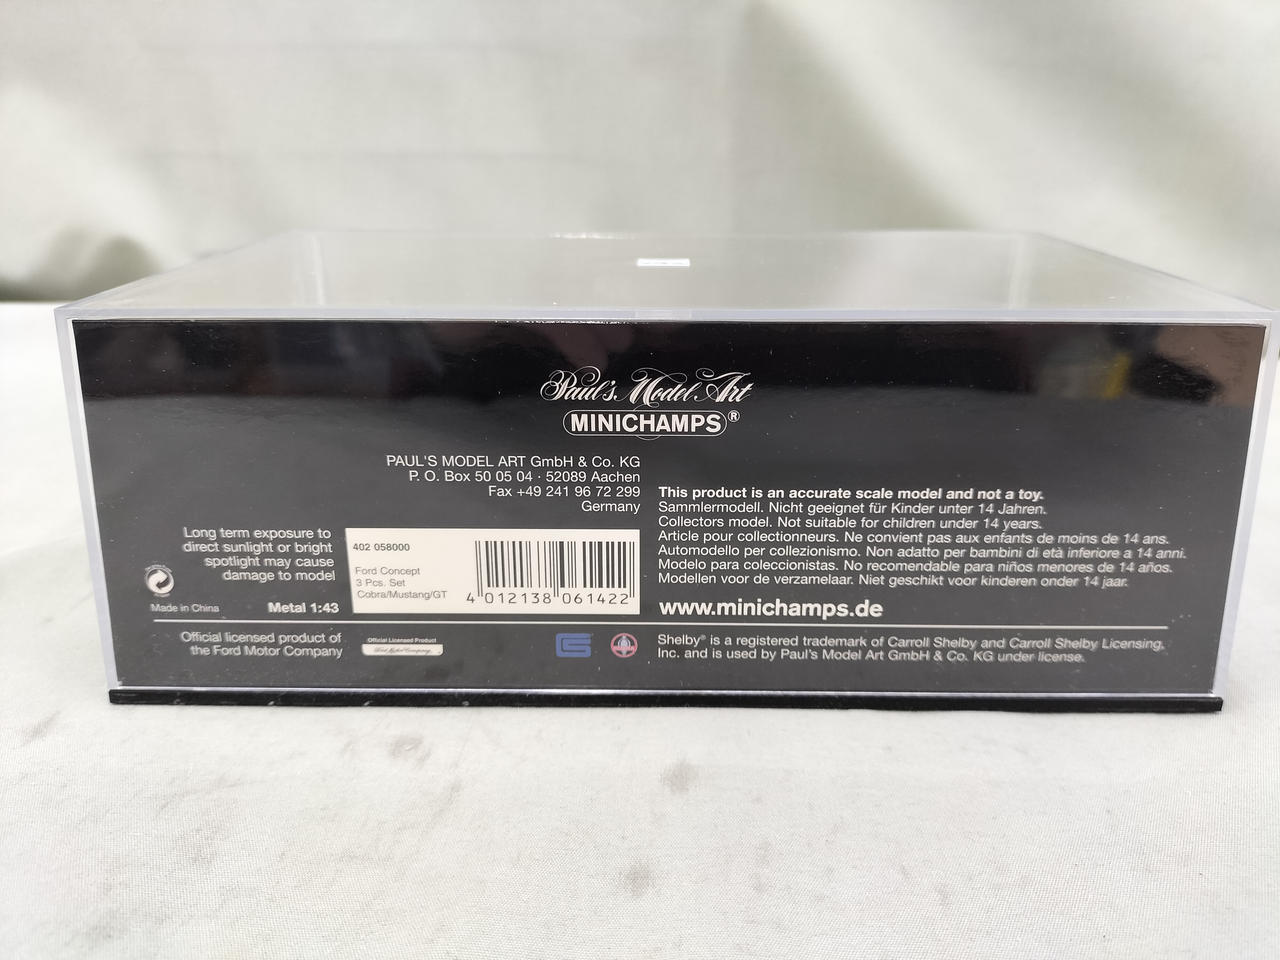 Paul's Model Art
MINICHAMPS®
PAUL'S MODEL ART GmbH & Co. KG
P. O. Box 50 05 04 · 52089 Aachen
Fax +49 241 96 72 299
Germany
This product is an accurate scale model and not a toy.
Sammlermodell. Nicht geeignet für Kinder unter 14 Jahren.
Collectors model. Not suitable for children under 14 years.
Article pour collectionneurs. Ne convient pas aux enfants de moins de 14 ans.
Automodello per collezionismo. Non adatto per bambini di età inferiore a 14 anni.
Modelo para coleccionistas. No recomendable para niños menores de 14 años.
Modellen voor de verzamelaar. Niet geschikt voor kinderen onder 14 jaar.
www.minichamps.de
Long term exposure to
direct sunlight or bright
spotlight may cause
damage to model
Made in China
Metal 1:43
402 058000
Ford Concept
3 Pcs. Set
Cobra/Mustang/GT
4 012138 061422
Official licensed product of
the Ford Motor Company
Official Licensed Product
Ford Motor Company
Shelby® is a registered trademark of Carroll Shelby and Carroll Shelby Licensing,
Inc. and is used by Paul's Model Art GmbH & Co. KG under license.